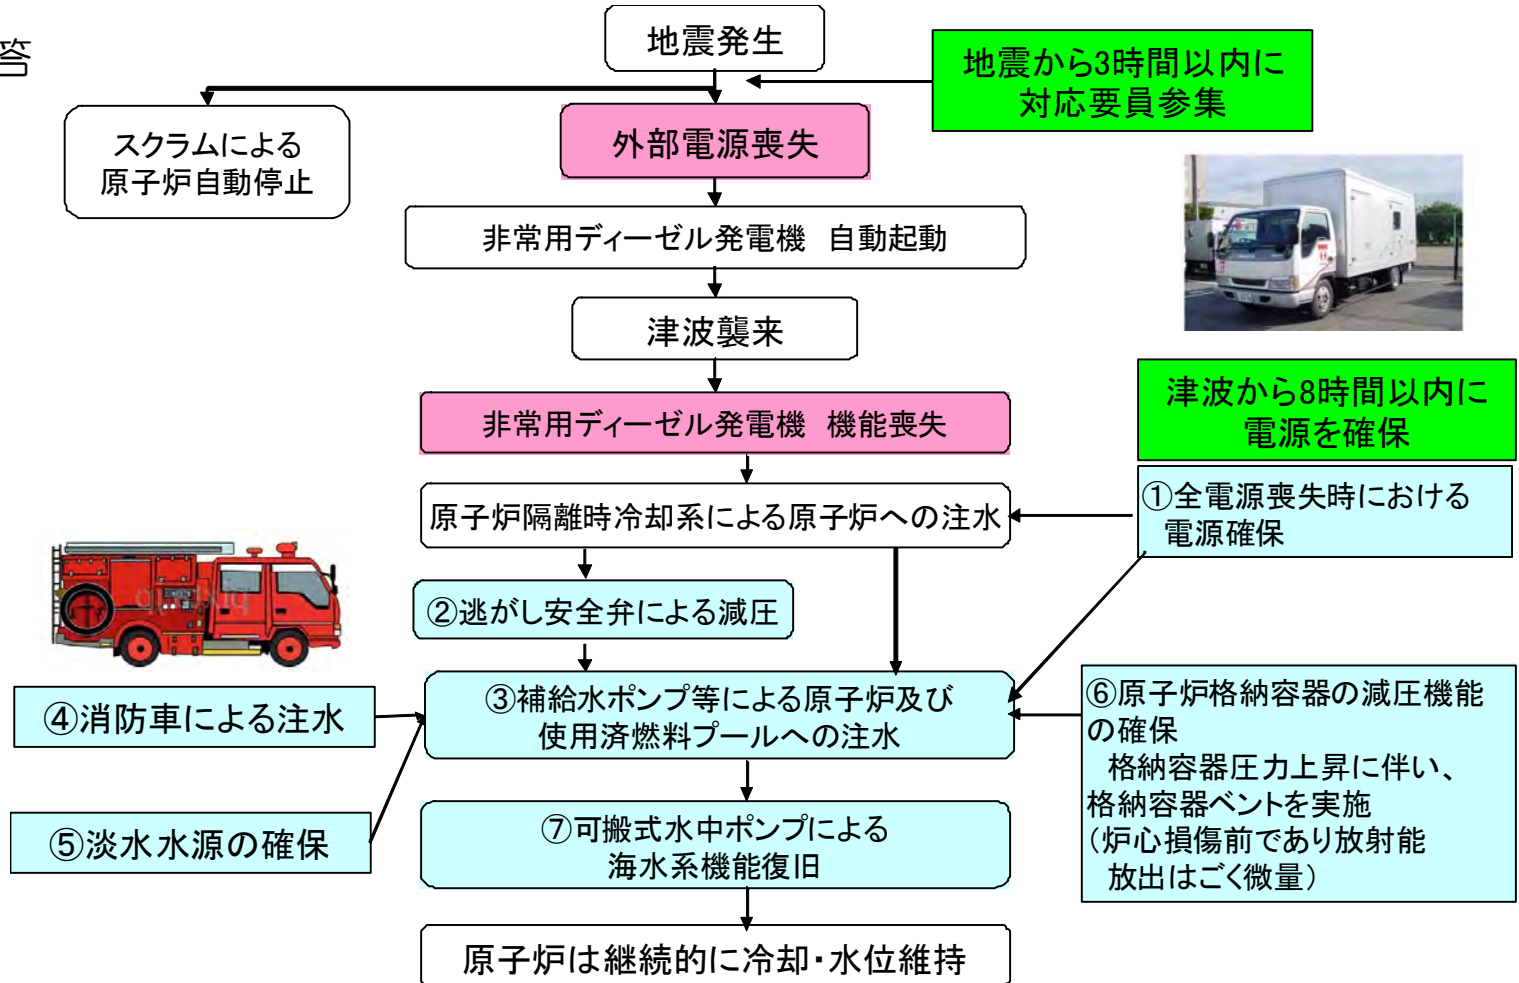 答
地震発生
地震から3時間以内に
対応要員参集
スクラムによる
原子炉自動停止
外部電源喪失
非常用ディーゼル発電機 自動起動
津波襲来
津波から8時間以内に
電源を確保
非常用ディーゼル発電機 機能喪失
①全電源喪失時における
電源確保
原子炉隔離時冷却系による原子炉への注水
②逃がし安全弁による減圧
③補給水ポンプ等による原子炉及び
使用済燃料プールへの注水
④消防車による注水
⑤淡水水源の確保
⑥原子炉格納容器の減圧機能
の確保
格納容器圧力上昇に伴い、
格納容器ベントを実施
(炉心損傷前であり放射能
放出はごく微量)
⑦可搬式水中ポンプによる
海水系機能復旧
原子炉は継続的に冷却・水位維持